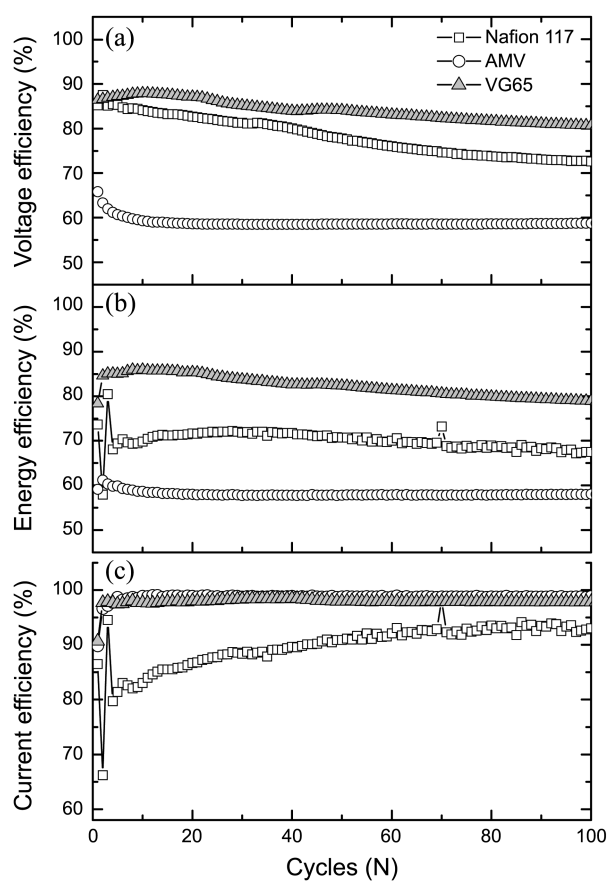 (a)
Nafion 117
AMV
VG65
Voltage efficiency (%)
100
90
80
70
60
50
(b)
Energy efficiency (%)
100
90
80
70
60
50
(c)
Current efficiency (%)
100
90
80
70
60
0 20 40 60 80 100
Cycles (N)